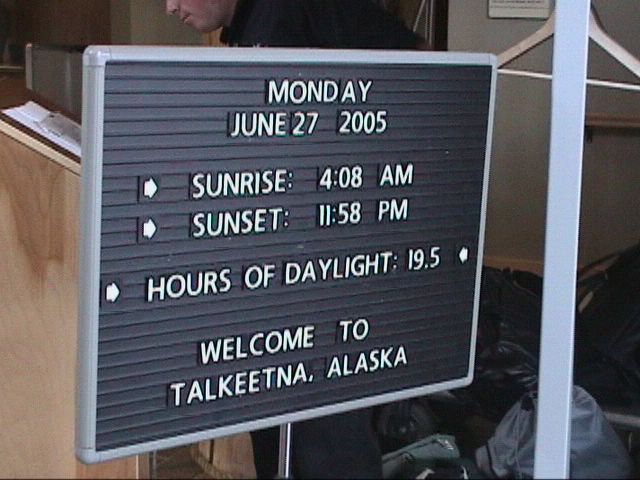 MONDAY
JUNE 27 2005
SUNRISE: 4:08 AM
SUNSET: 11:58 PM
HOURS OF DAYLIGHT: 19.5
WELCOME TO
TALKEETNA, ALASKA